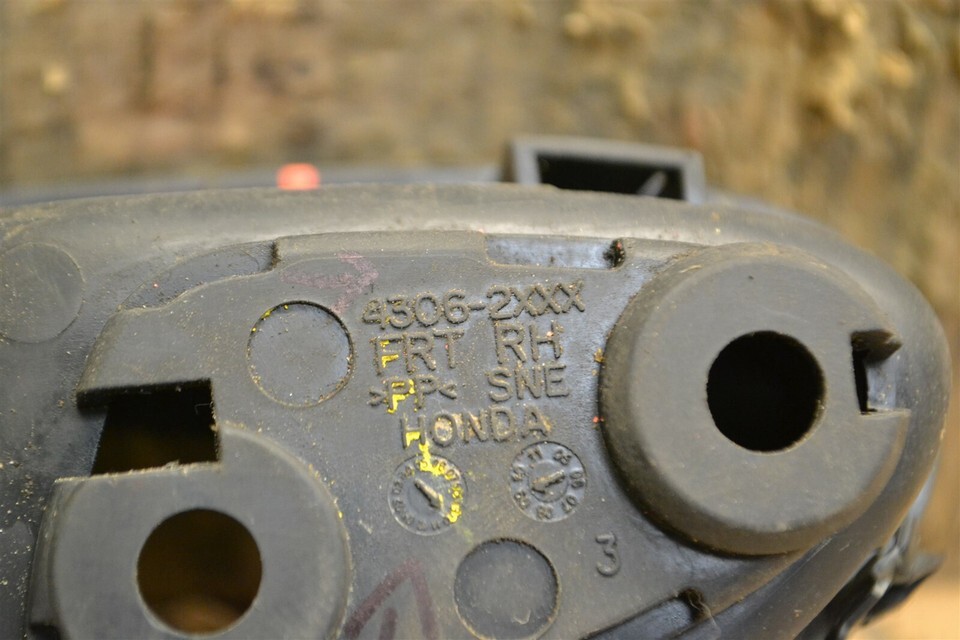 4306-2XXX
FRT RH
>PP< SNE
HONDA
3